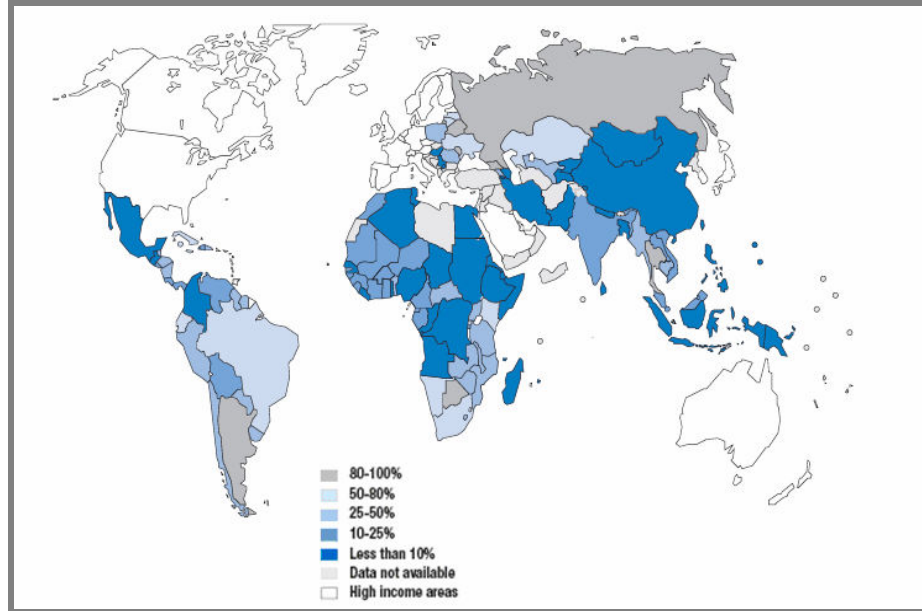 80-100%
50-80%
25-50%
10-25%
Less than 10%
Data not available
High income areas